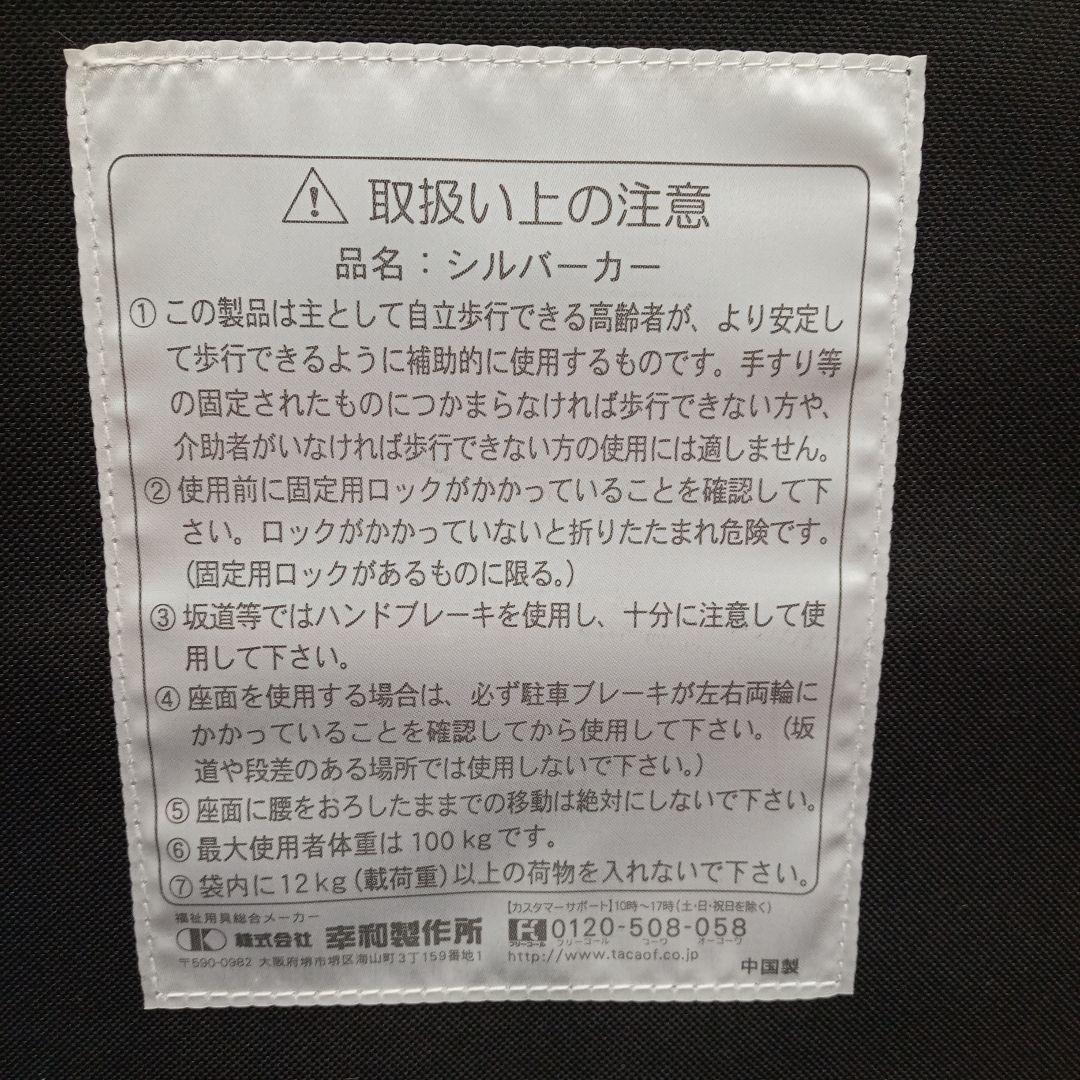 ⚠ 取扱い上の注意
品名：シルバーカー
① この製品は主として自立歩行できる高齢者が、より安定し
て歩行できるように補助的に使用するものです。手すり等
の固定されたものにつかまらなければ歩行できない方や、
介助者がいなければ歩行できない方の使用には適しません。
② 使用前に固定用ロックがかかっていることを確認して下
さい。ロックがかかっていないと折りたたまれ危険です。
（固定用ロックがあるものに限る。）
③ 坂道等ではハンドブレーキを使用し、十分に注意して使
用して下さい。
④ 座面を使用する場合は、必ず駐車ブレーキが左右両輪に
かかっていることを確認してから使用して下さい。（坂
道や段差のある場所では使用しないで下さい。）
⑤ 座面に腰をおろしたままでの移動は絶対にしないで下さい。
⑥ 最大使用者体重は100kgです。
⑦ 袋内に12kg（載荷重）以上の荷物を入れないで下さい。
福祉用具総合メーカー
株式会社 幸和製作所
〒590-0982 大阪府堺市堺区海山町3丁159番地1
【カスタマーサポート】10時〜17時（土・日・祝日を除く）
フリーコール 0120-508-058
フリーコール コーワ オーコーワ
http://www.tacaof.co.jp
中国製